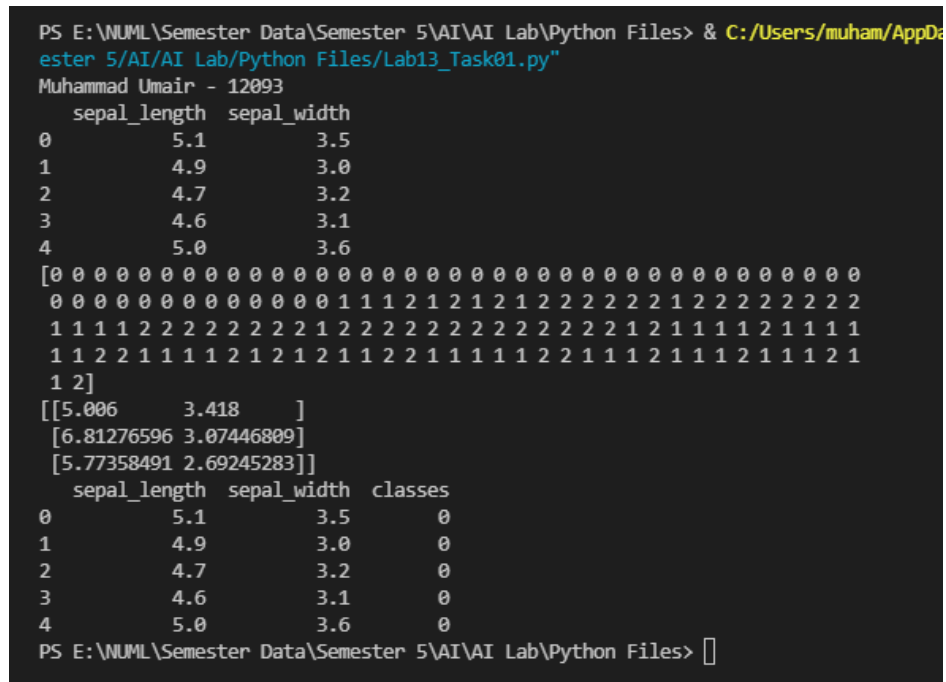 PS E:\NUML\Semester Data\Semester 5\AI\AI Lab\Python Files> & C:/Users/muham/AppDa
ester 5/AI/AI Lab/Python Files/Lab13_Task01.py"
Muhammad Umair - 12093
   sepal_length  sepal_width
0           5.1          3.5
1           4.9          3.0
2           4.7          3.2
3           4.6          3.1
4           5.0          3.6
[0 0 0 0 0 0 0 0 0 0 0 0 0 0 0 0 0 0 0 0 0 0 0 0 0 0 0 0 0 0 0 0 0 0 0 0 0
 0 0 0 0 0 0 0 0 0 0 0 0 0 1 1 1 2 1 2 1 2 1 2 2 2 2 2 2 1 2 2 2 2 2 2 2 2
 1 1 1 1 2 2 2 2 2 2 2 2 1 2 2 2 2 2 2 2 2 2 2 2 2 2 1 2 1 1 1 1 2 1 1 1 1
 1 1 2 2 1 1 1 1 2 1 2 1 2 1 1 2 2 1 1 1 1 1 2 2 1 1 1 2 1 1 1 2 1 1 1 2 1
 1 2]
[[5.006      3.418     ]
 [6.81276596 3.07446809]
 [5.77358491 2.69245283]]
   sepal_length  sepal_width  classes
0           5.1          3.5        0
1           4.9          3.0        0
2           4.7          3.2        0
3           4.6          3.1        0
4           5.0          3.6        0
PS E:\NUML\Semester Data\Semester 5\AI\AI Lab\Python Files>